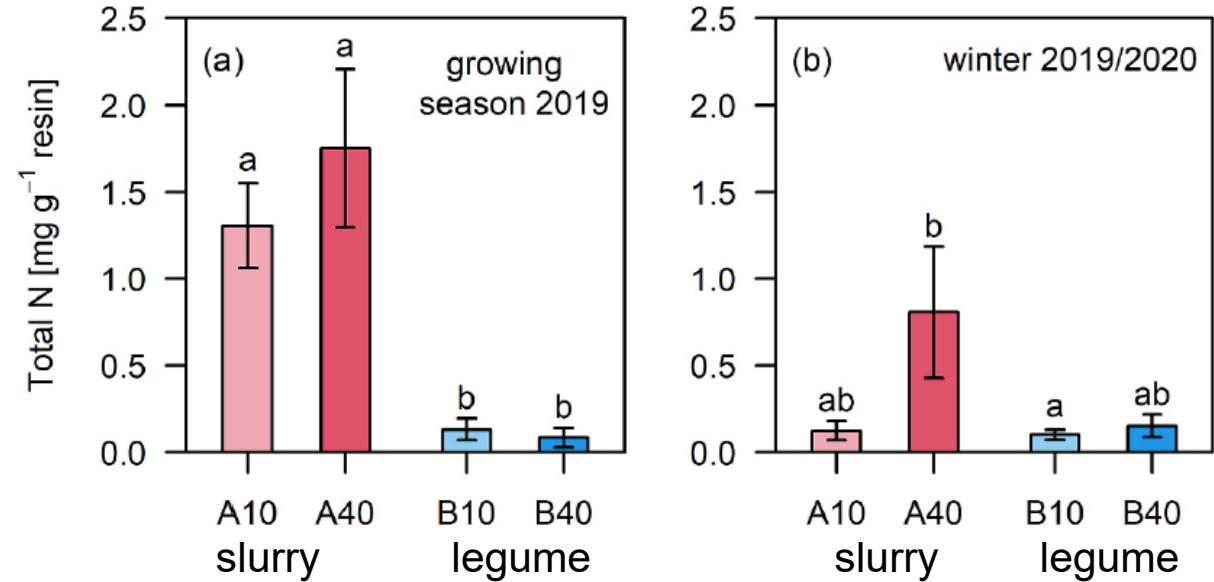 Total N [mg g⁻¹ resin]
2.5
2.0
1.5
1.0
0.5
0.0
(a)
growing
season 2019
a
a
b
b
A10 A40 B10 B40
slurry legume
2.5
2.0
1.5
1.0
0.5
0.0
(b)
winter 2019/2020
ab
b
a
ab
A10 A40 B10 B40
slurry legume